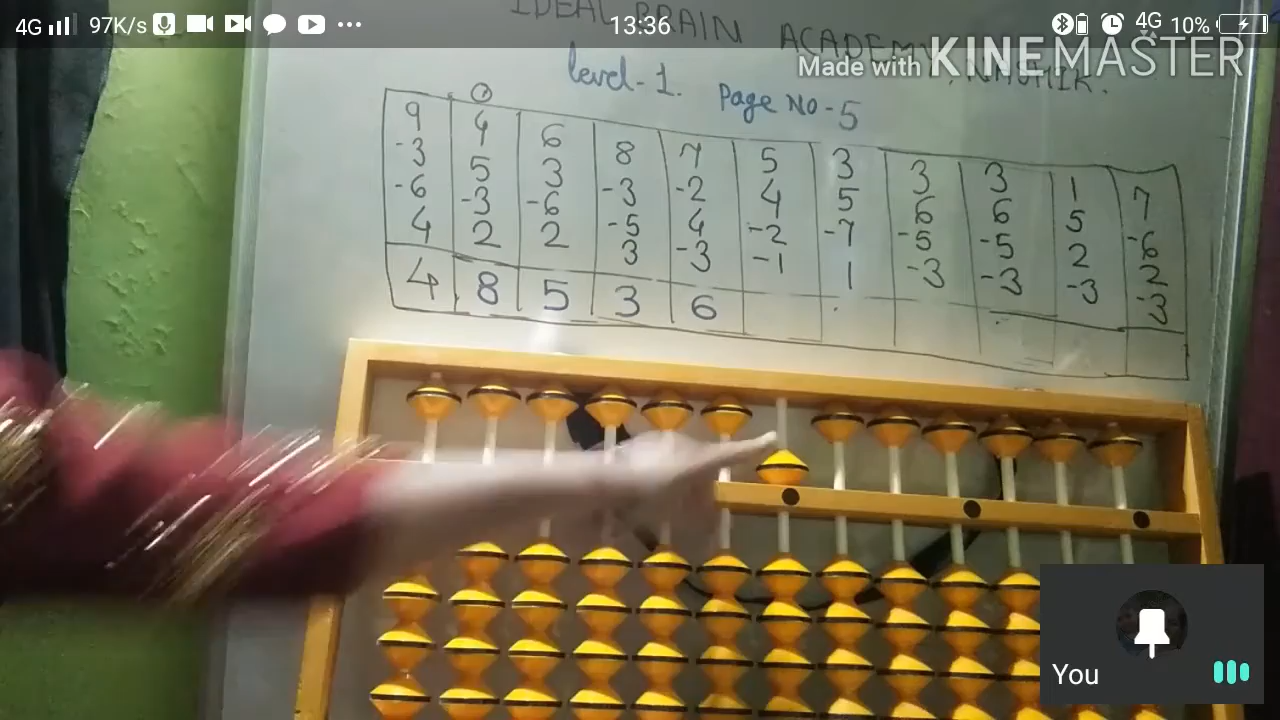 4G 97K/s ... 13:36 4G 10%
IDEAL BRAIN ACADEMY, NASHIK.
Made with KINEMASTER
level-1. Page No-5
0
9 4 6 8 7 5 3 3 3 1 7
-3 5 3 -3 -2 4 5 6 6 5 -6
-6 -3 -6 -5 4 -2 -7 -5 -5 2 2
4 2 2 3 -3 -1 1 -3 -3 -3 -3
4 8 5 3 6
You